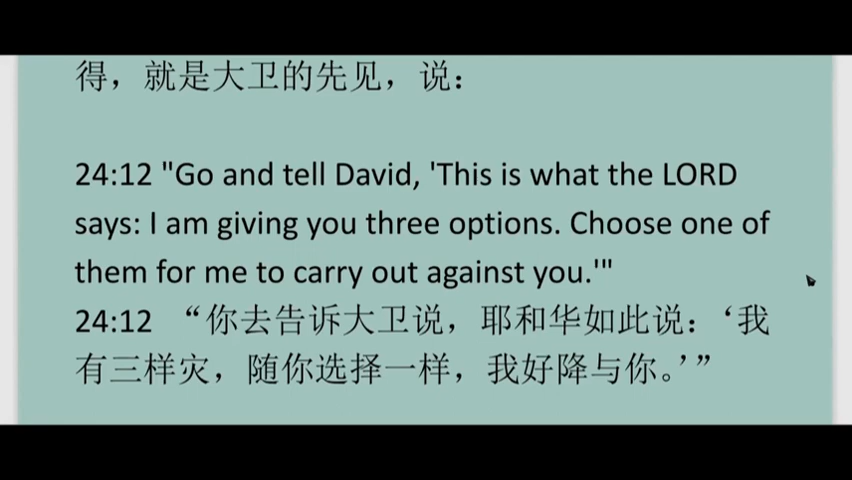 得，就是大卫的先见，说：
24:12 "Go and tell David, 'This is what the LORD
says: I am giving you three options. Choose one of
them for me to carry out against you.'"
24:12 “你去告诉大卫说，耶和华如此说：‘我
有三样灾，随你选择一样，我好降与你。’”